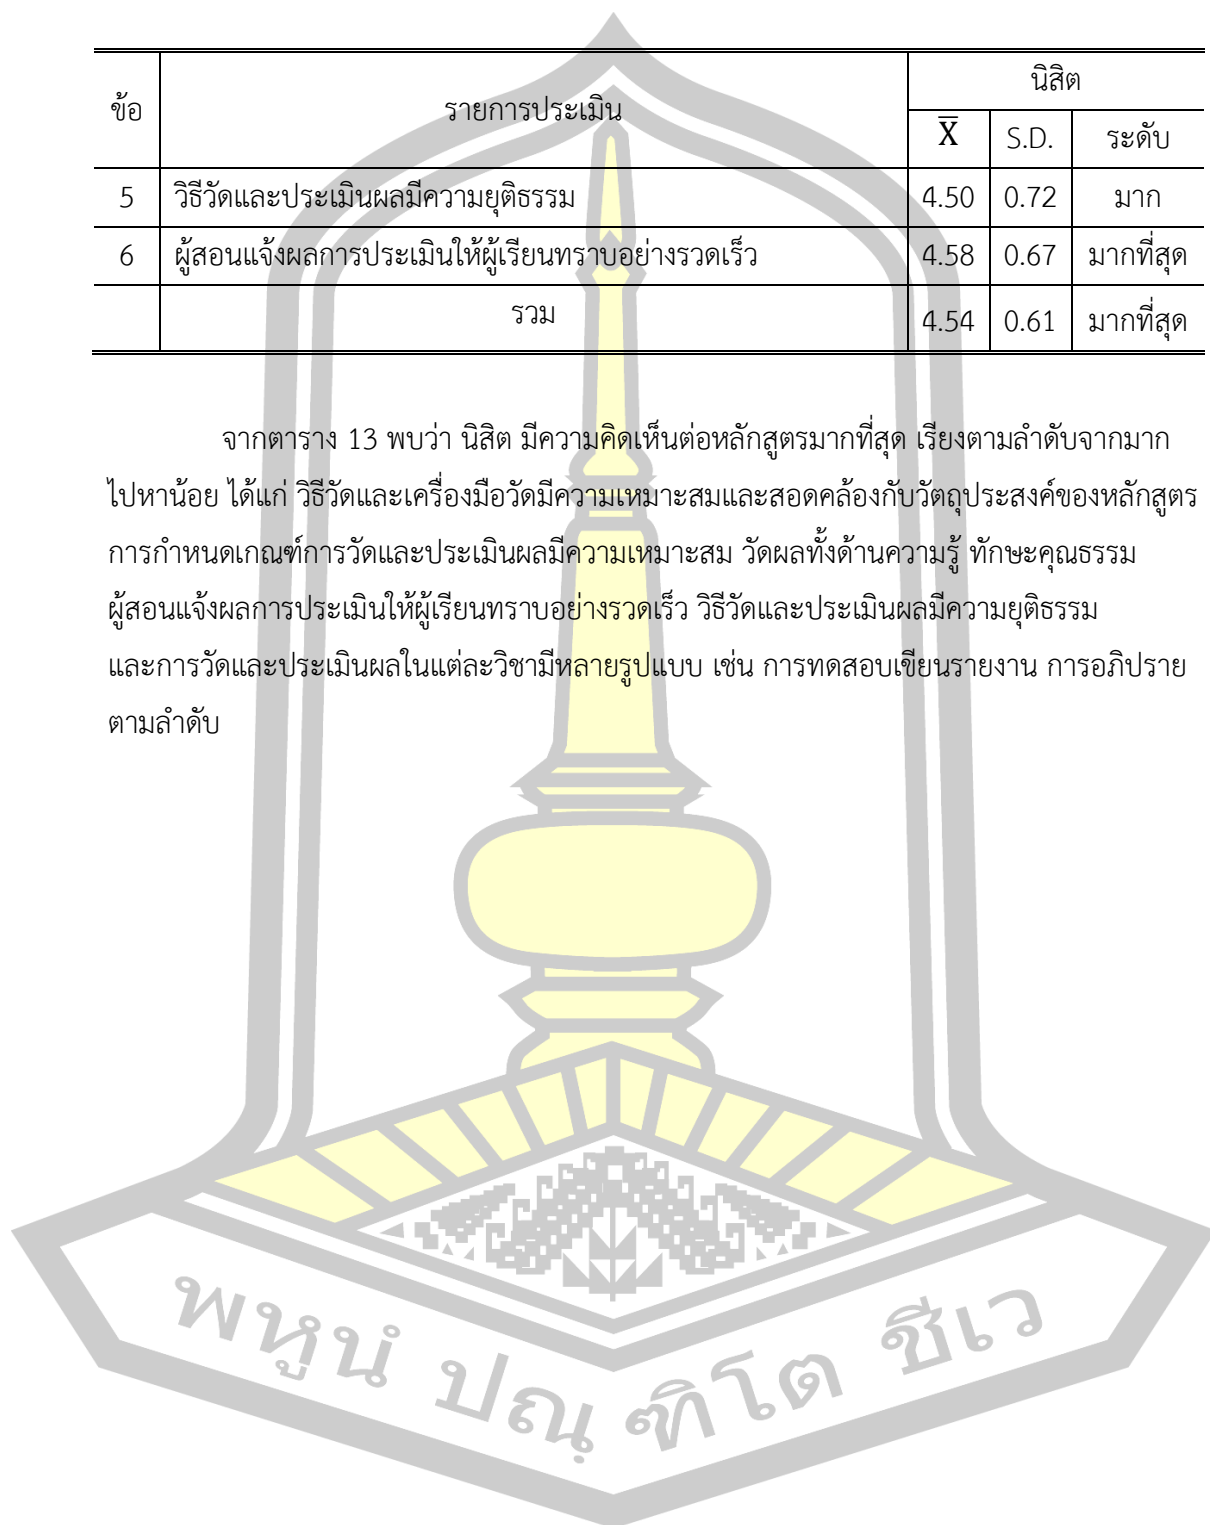 ข้อ รายการประเมิน นิสิต
X̅ S.D. ระดับ
5 วิธีวัดและประเมินผลมีความยุติธรรม 4.50 0.72 มาก
6 ผู้สอนแจ้งผลการประเมินให้ผู้เรียนทราบอย่างรวดเร็ว 4.58 0.67 มากที่สุด
รวม 4.54 0.61 มากที่สุด
จากตาราง 13 พบว่า นิสิต มีความคิดเห็นต่อหลักสูตรมากที่สุด เรียงตามลำดับจากมาก
ไปหาน้อย ได้แก่ วิธีวัดและเครื่องมือวัดมีความเหมาะสมและสอดคล้องกับวัตถุประสงค์ของหลักสูตร
การกำหนดเกณฑ์การวัดและประเมินผลมีความเหมาะสม วัดผลทั้งด้านความรู้ ทักษะคุณธรรม
ผู้สอนแจ้งผลการประเมินให้ผู้เรียนทราบอย่างรวดเร็ว วิธีวัดและประเมินผลมีความยุติธรรม
และการวัดและประเมินผลในแต่ละวิชามีหลายรูปแบบ เช่น การทดสอบเขียนรายงาน การอภิปราย
ตามลำดับ
พหูนํ ปณฺฑิโต ชีเว